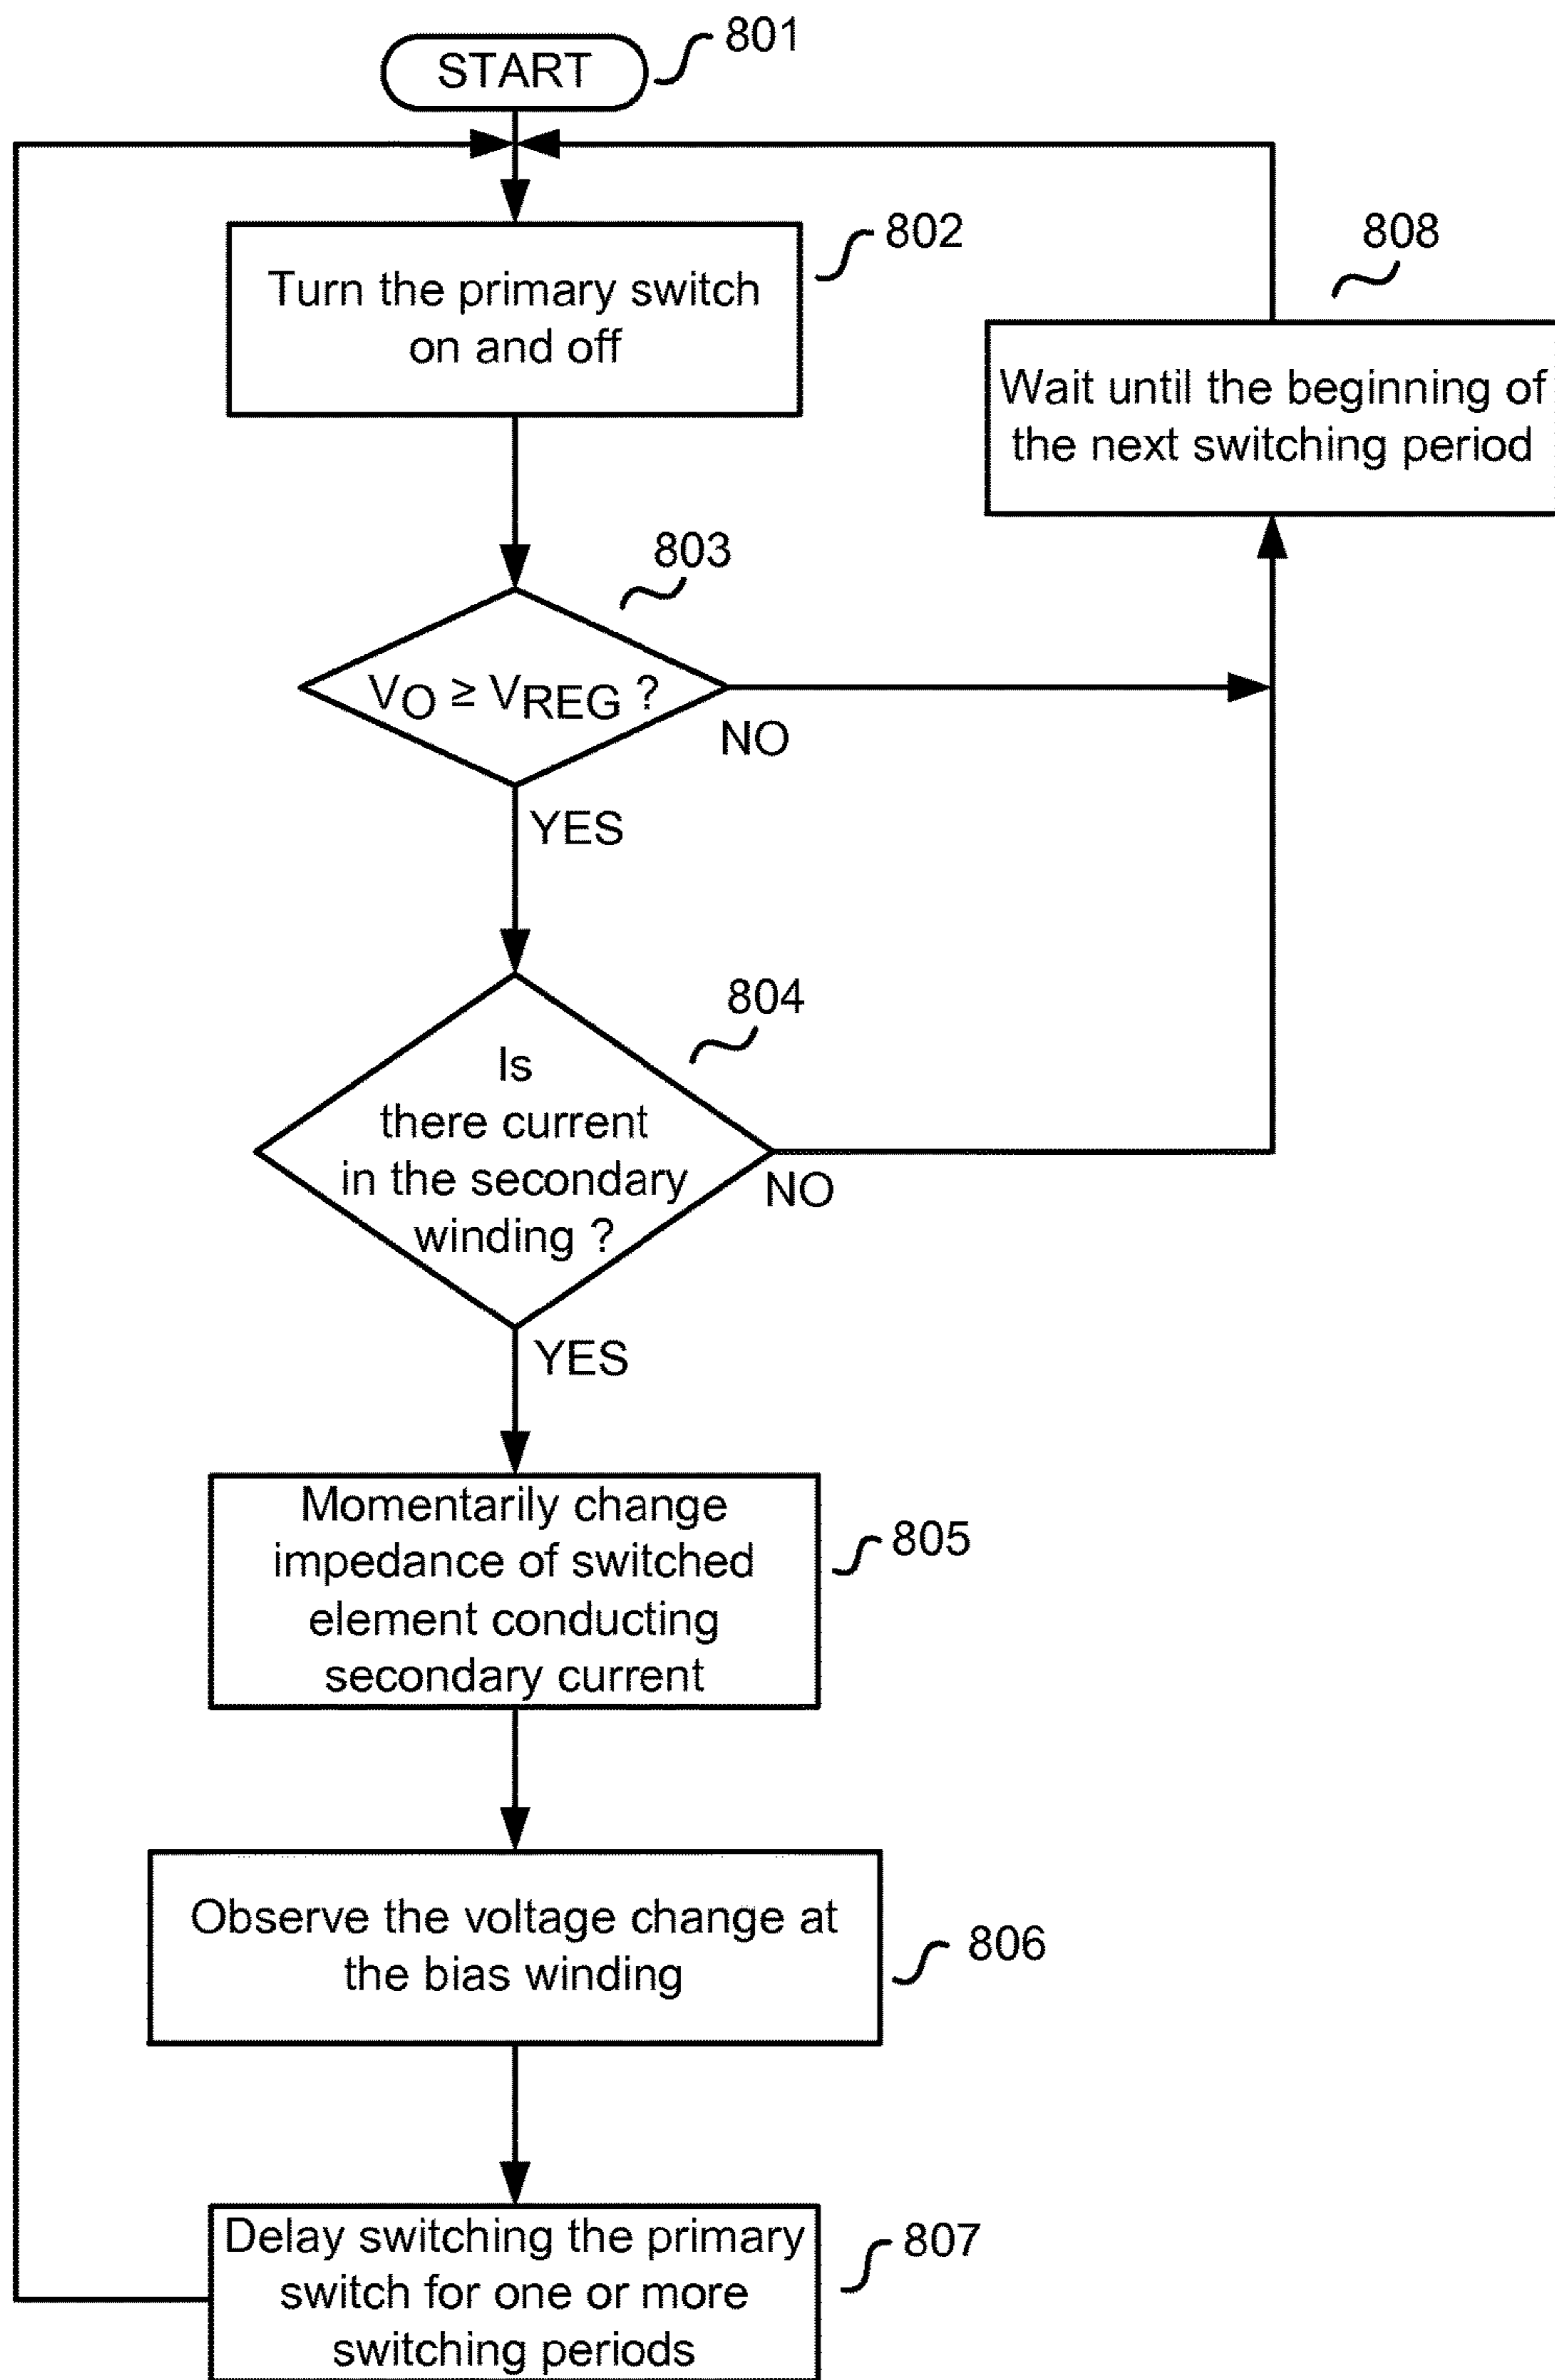 START
801
Turn the primary switch
on and off
802
808
Wait until the beginning of
the next switching period
803
VO ≥ VREG ?
NO
YES
804
Is
there current
in the secondary
winding ?
NO
YES
Momentarily change
impedance of switched
element conducting
secondary current
805
Observe the voltage change at
the bias winding
806
Delay switching the primary
switch for one or more
switching periods
807